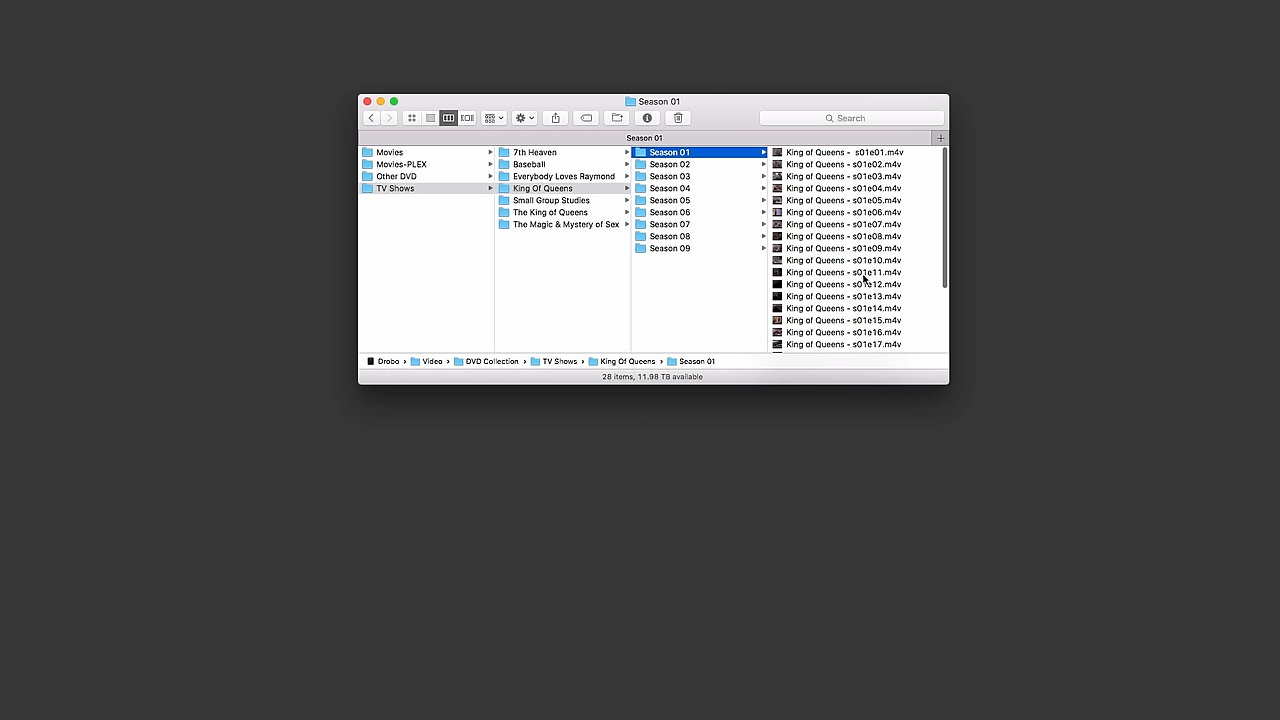 Season 01
Search
Season 01
+
Movies
Movies-PLEX
Other DVD
TV Shows
7th Heaven
Baseball
Everybody Loves Raymond
King Of Queens
Small Group Studies
The King of Queens
The Magic & Mystery of Sex
Season 01
Season 02
Season 03
Season 04
Season 05
Season 06
Season 07
Season 08
Season 09
King of Queens -  s01e01.m4v
King of Queens - s01e02.m4v
King of Queens - s01e03.m4v
King of Queens - s01e04.m4v
King of Queens - s01e05.m4v
King of Queens - s01e06.m4v
King of Queens - s01e07.m4v
King of Queens - s01e08.m4v
King of Queens - s01e09.m4v
King of Queens - s01e10.m4v
King of Queens - s01e11.m4v
King of Queens - s01e12.m4v
King of Queens - s01e13.m4v
King of Queens - s01e14.m4v
King of Queens - s01e15.m4v
King of Queens - s01e16.m4v
King of Queens - s01e17.m4v
Drobo › Video › DVD Collection › TV Shows › King Of Queens › Season 01
28 items, 11.98 TB available